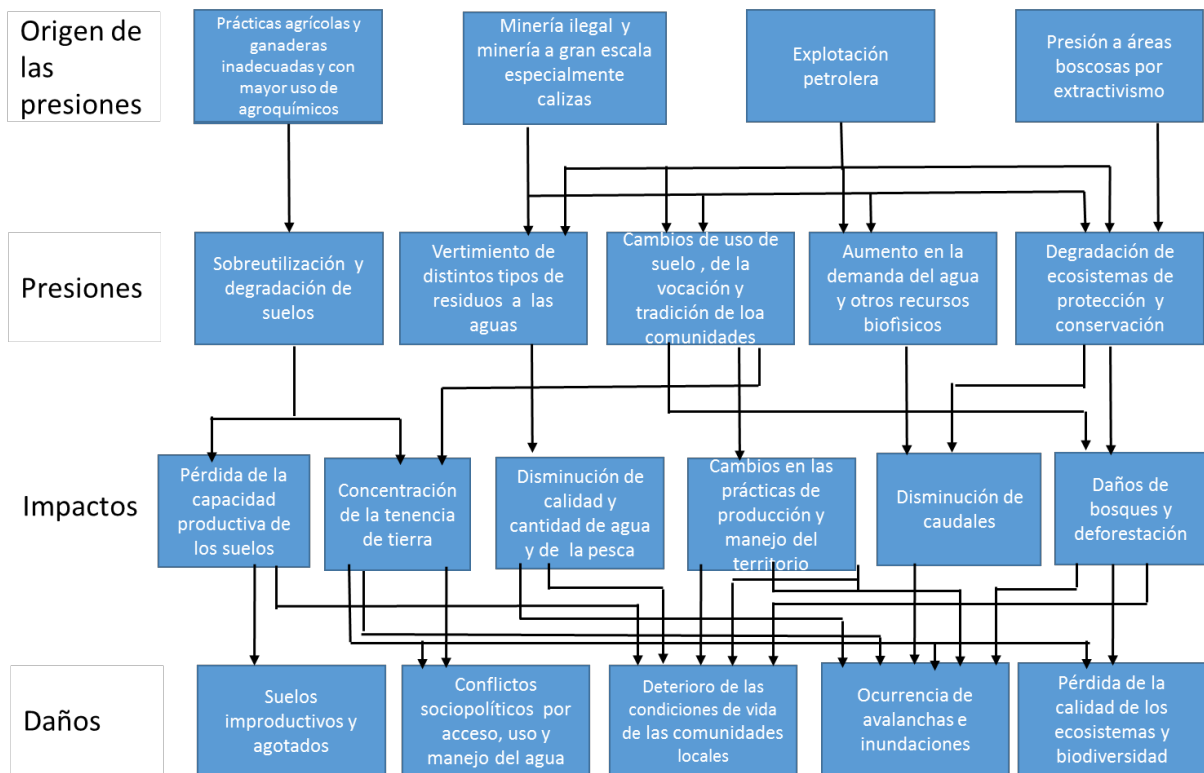 Origen de
las
presiones
Prácticas agrícolas y
ganaderas
inadecuadas y con
mayor uso de
agroquímicos
Minería ilegal y
minería a gran escala
especialmente
calizas
Explotación
petrolera
Presión a áreas
boscosas por
extractivismo
Presiones
Sobreutilización y
degradación de
suelos
Vertimiento de
distintos tipos de
residuos a las
aguas
Cambios de uso de
suelo , de la
vocación y
tradición de loa
comunidades
Aumento en la
demanda del agua
y otros recursos
biofìsicos
Degradación de
ecosistemas de
protección y
conservación
Impactos
Pérdida de la
capacidad
productiva de
los suelos
Concentración
de la tenencia
de tierra
Disminución de
calidad y
cantidad de agua
y de la pesca
Cambios en las
prácticas de
producción y
manejo del
territorio
Disminución de
caudales
Daños de
bosques y
deforestación
Daños
Suelos
improductivos y
agotados
Conflictos
sociopolíticos por
acceso, uso y
manejo del agua
Deterioro de las
condiciones de vida
de las comunidades
locales
Ocurrencia de
avalanchas e
inundaciones
Pérdida de la
calidad de los
ecosistemas y
biodiversidad